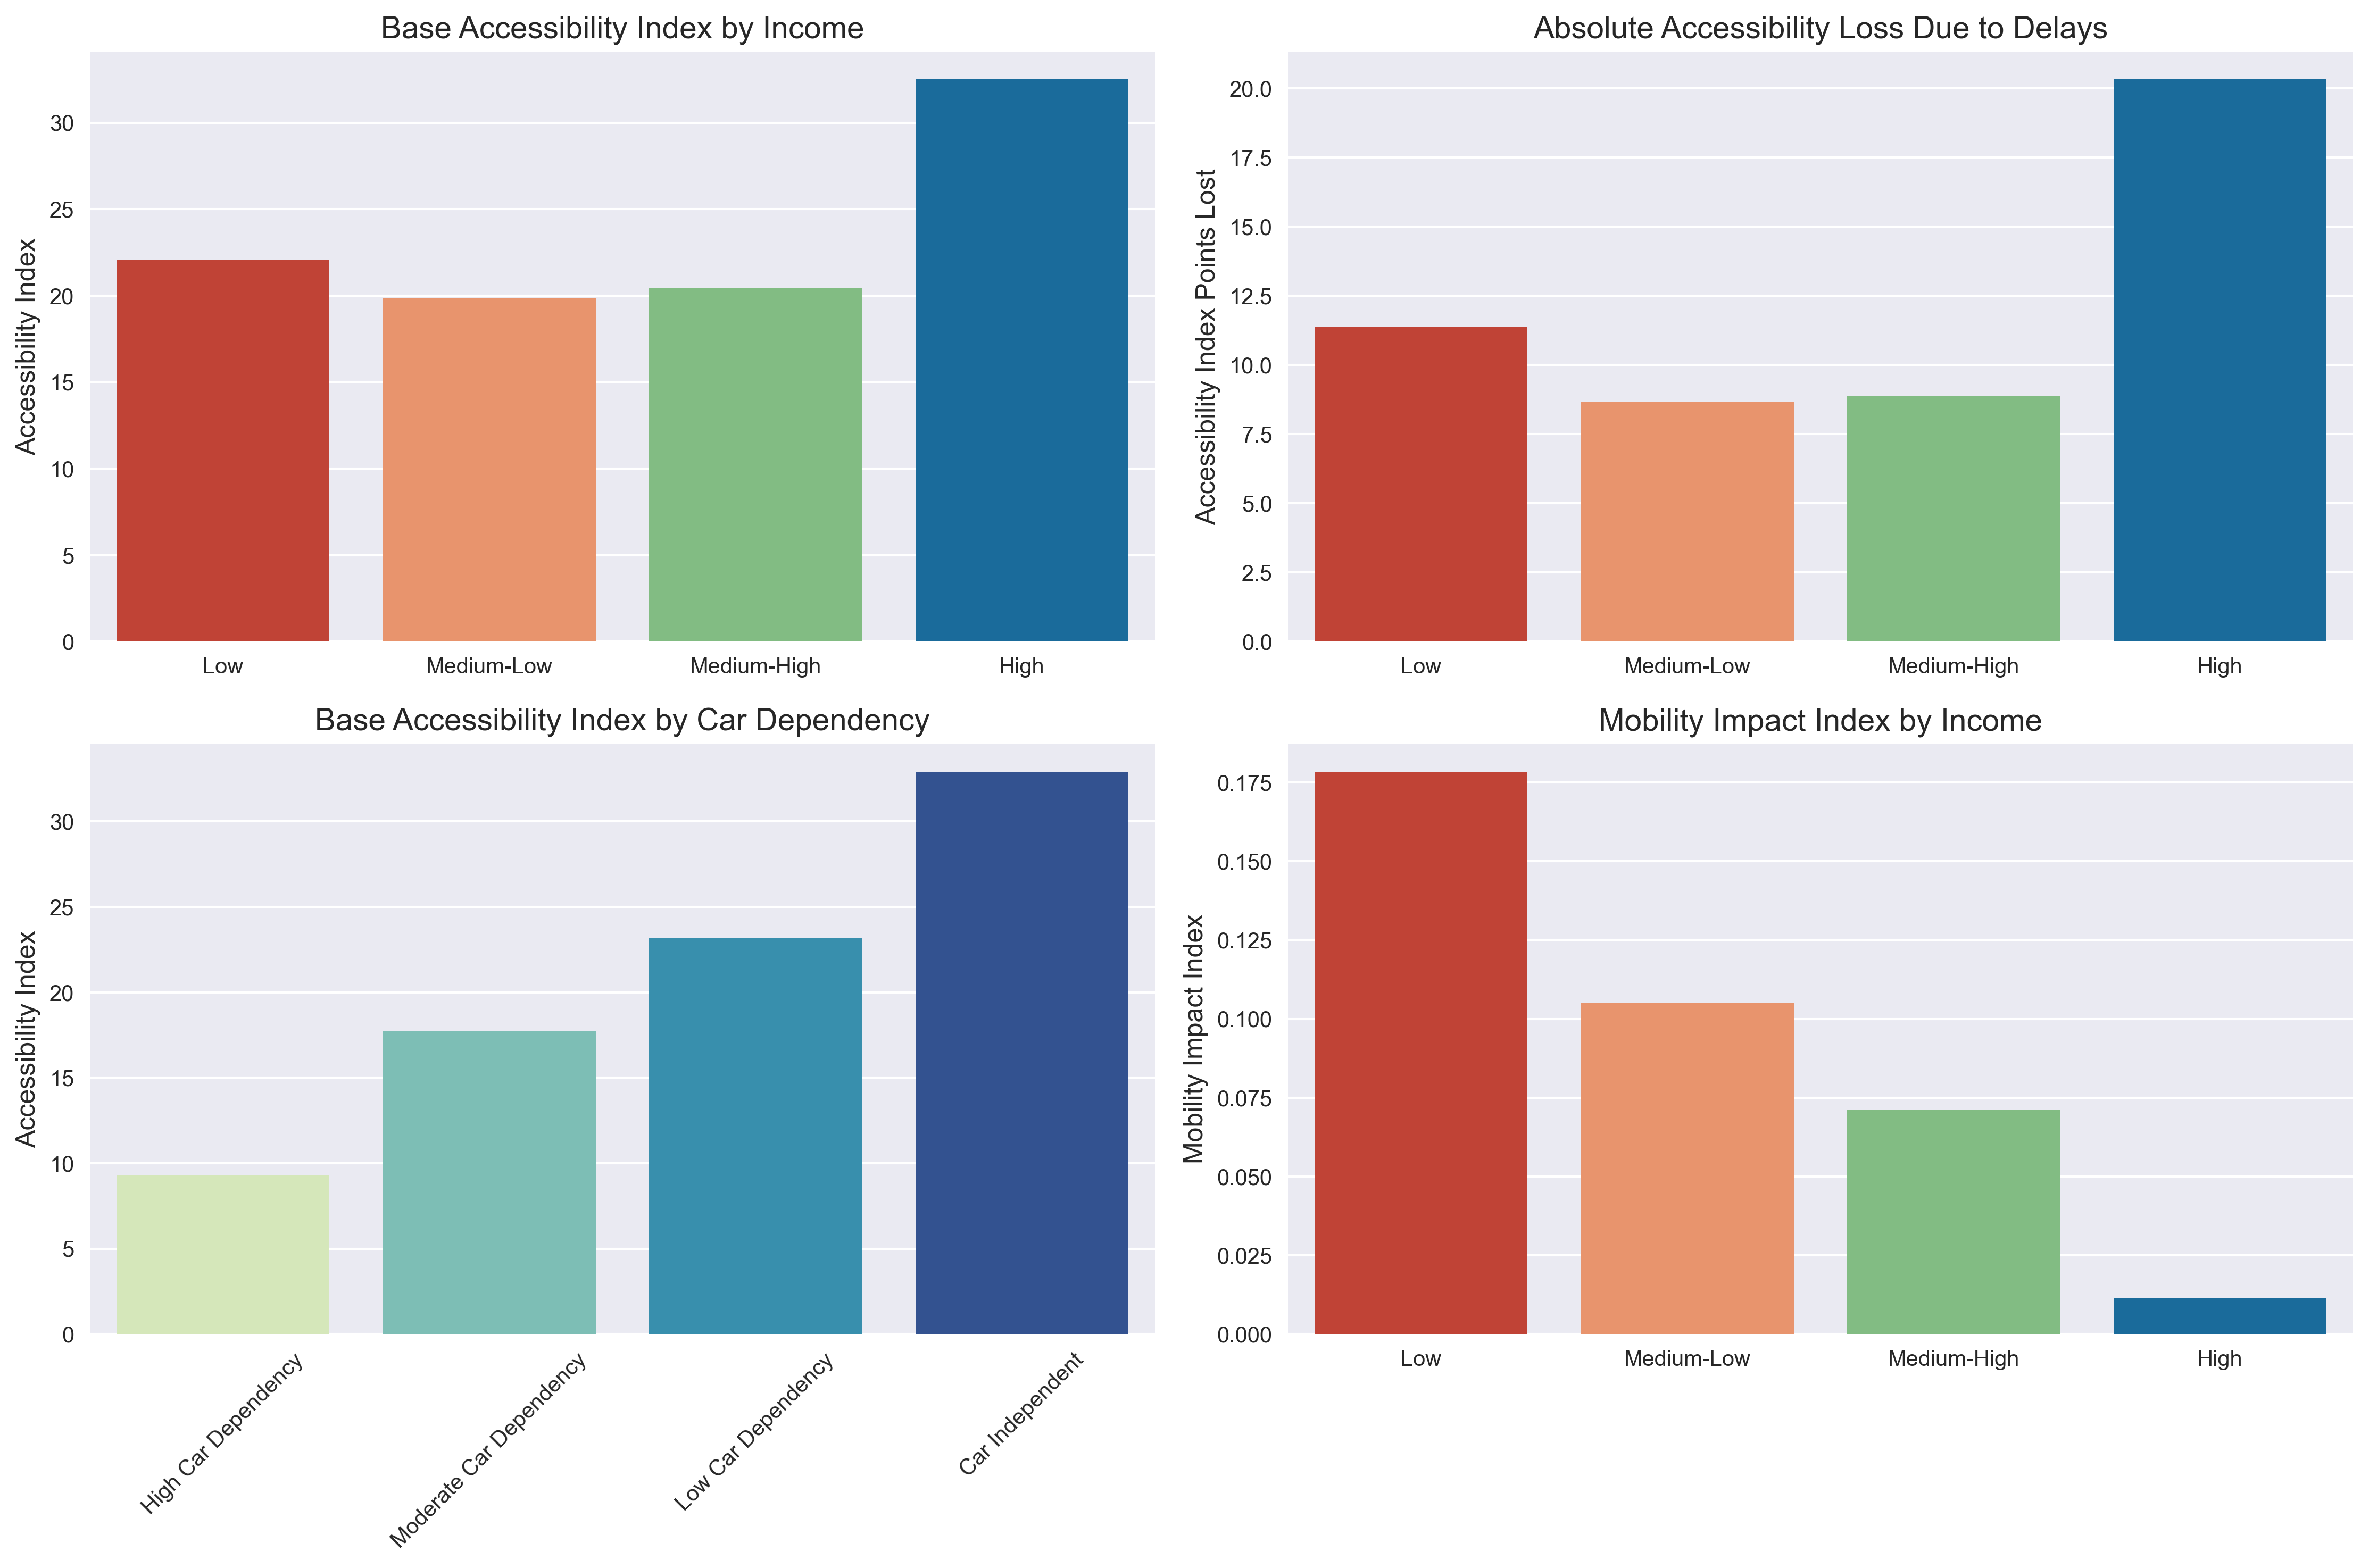 Base Accessibility Index by Income
Accessibility Index
30
25
20
15
10
5
0
Low
Medium-Low
Medium-High
High
Absolute Accessibility Loss Due to Delays
Accessibility Index Points Lost
20.0
17.5
15.0
12.5
10.0
7.5
5.0
2.5
0.0
Low
Medium-Low
Medium-High
High
Base Accessibility Index by Car Dependency
Accessibility Index
30
25
20
15
10
5
0
High Car Dependency
Moderate Car Dependency
Low Car Dependency
Car Independent
Mobility Impact Index by Income
Mobility Impact Index
0.175
0.150
0.125
0.100
0.075
0.050
0.025
0.000
Low
Medium-Low
Medium-High
High